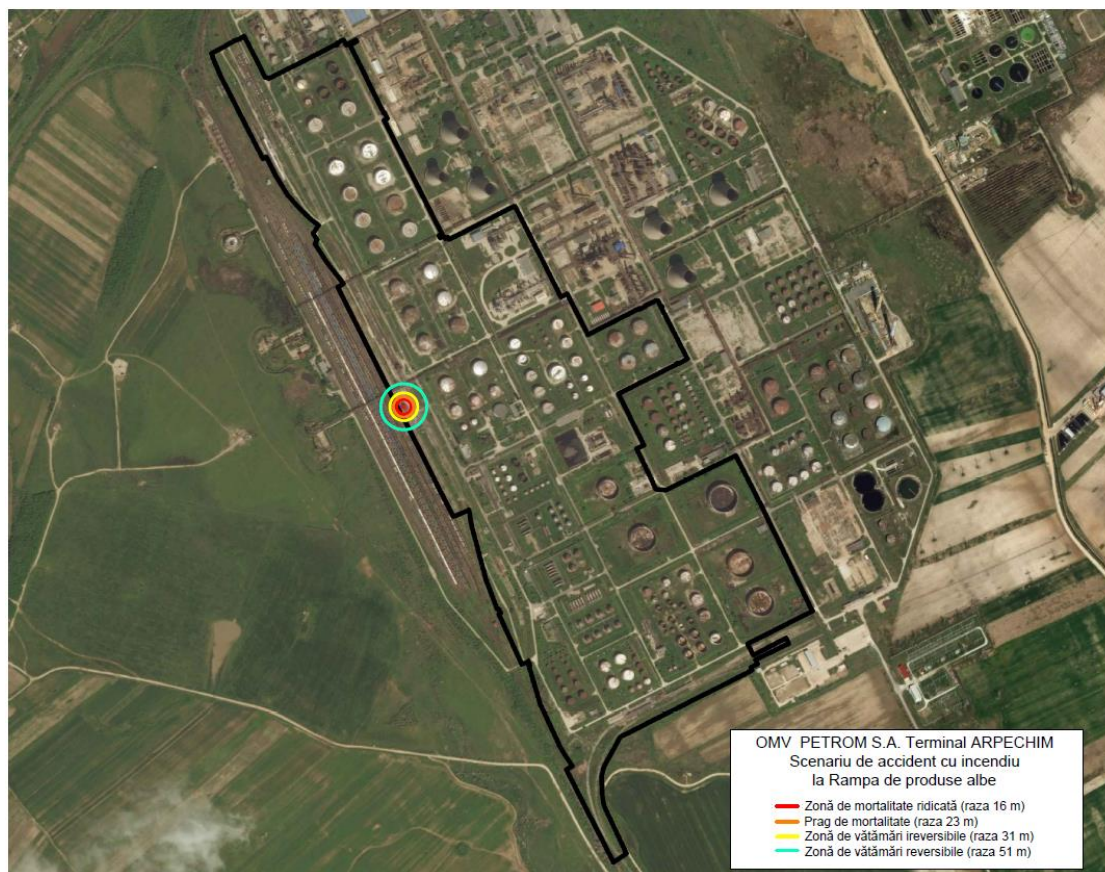 OMV PETROM S.A. Terminal ARPECHIM
Scenariu de accident cu incendiu
la Rampa de produse albe
Zonă de mortalitate ridicată (raza 16 m)
Prag de mortalitate (raza 23 m)
Zonă de vătămări ireversibile (raza 31 m)
Zonă de vătămări reversibile (raza 51 m)